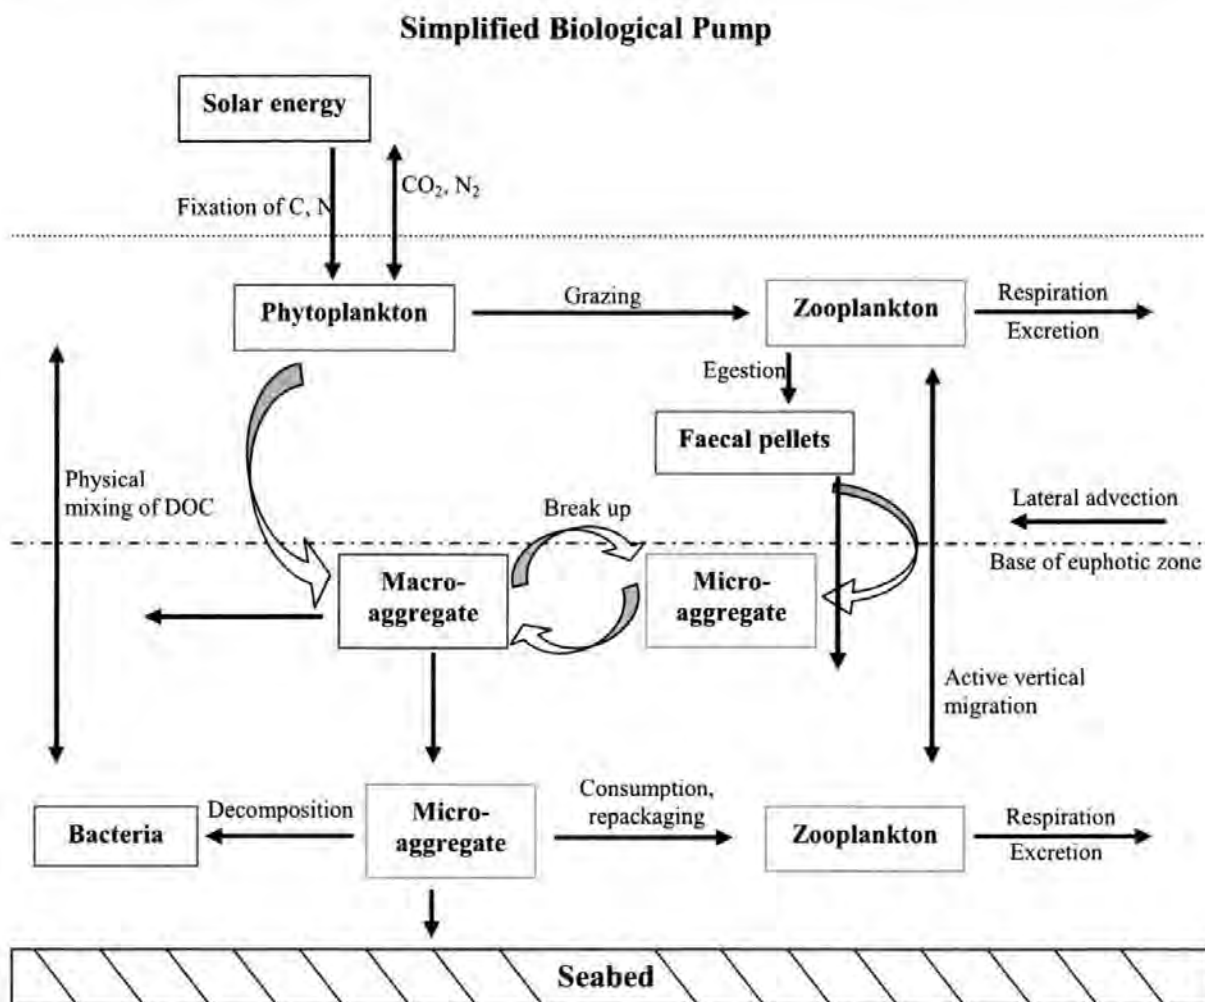 Simplified Biological Pump
Solar energy
CO₂, N₂
Fixation of C, N
Phytoplankton
Grazing
Zooplankton
Respiration
Excretion
Egestion
Faecal pellets
Physical
mixing of DOC
Break up
Lateral advection
Base of euphotic zone
Macro-
aggregate
Micro-
aggregate
Active vertical
migration
Bacteria
Decomposition
Micro-
aggregate
Consumption,
repackaging
Zooplankton
Respiration
Excretion
Seabed